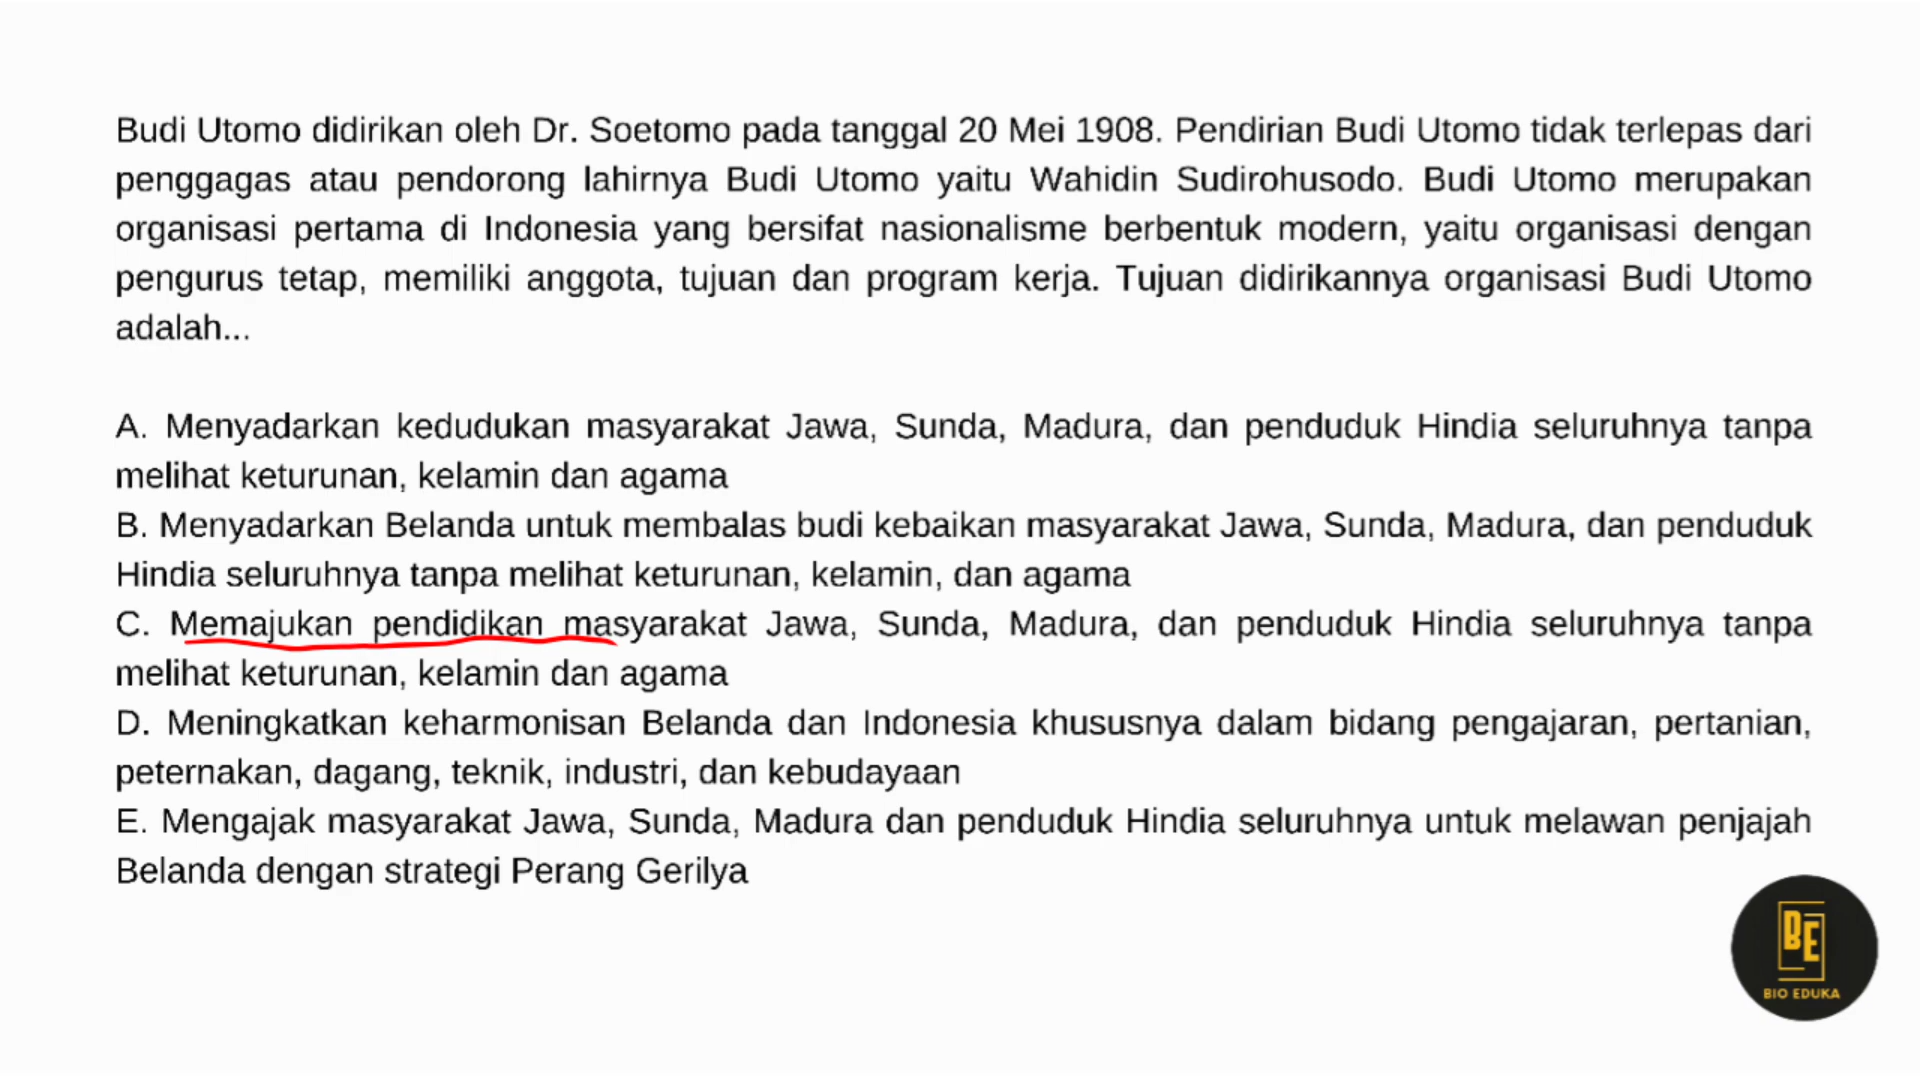 Budi Utomo didirikan oleh Dr. Soetomo pada tanggal 20 Mei 1908. Pendirian Budi Utomo tidak terlepas dari
penggagas atau pendorong lahirnya Budi Utomo yaitu Wahidin Sudirohusodo. Budi Utomo merupakan
organisasi pertama di Indonesia yang bersifat nasionalisme berbentuk modern, yaitu organisasi dengan
pengurus tetap, memiliki anggota, tujuan dan program kerja. Tujuan didirikannya organisasi Budi Utomo
adalah...
A. Menyadarkan kedudukan masyarakat Jawa, Sunda, Madura, dan penduduk Hindia seluruhnya tanpa
melihat keturunan, kelamin dan agama
B. Menyadarkan Belanda untuk membalas budi kebaikan masyarakat Jawa, Sunda, Madura, dan penduduk
Hindia seluruhnya tanpa melihat keturunan, kelamin, dan agama
C. Memajukan pendidikan masyarakat Jawa, Sunda, Madura, dan penduduk Hindia seluruhnya tanpa
melihat keturunan, kelamin dan agama
D. Meningkatkan keharmonisan Belanda dan Indonesia khususnya dalam bidang pengajaran, pertanian,
peternakan, dagang, teknik, industri, dan kebudayaan
E. Mengajak masyarakat Jawa, Sunda, Madura dan penduduk Hindia seluruhnya untuk melawan penjajah
Belanda dengan strategi Perang Gerilya
BE
BIO EDUKA